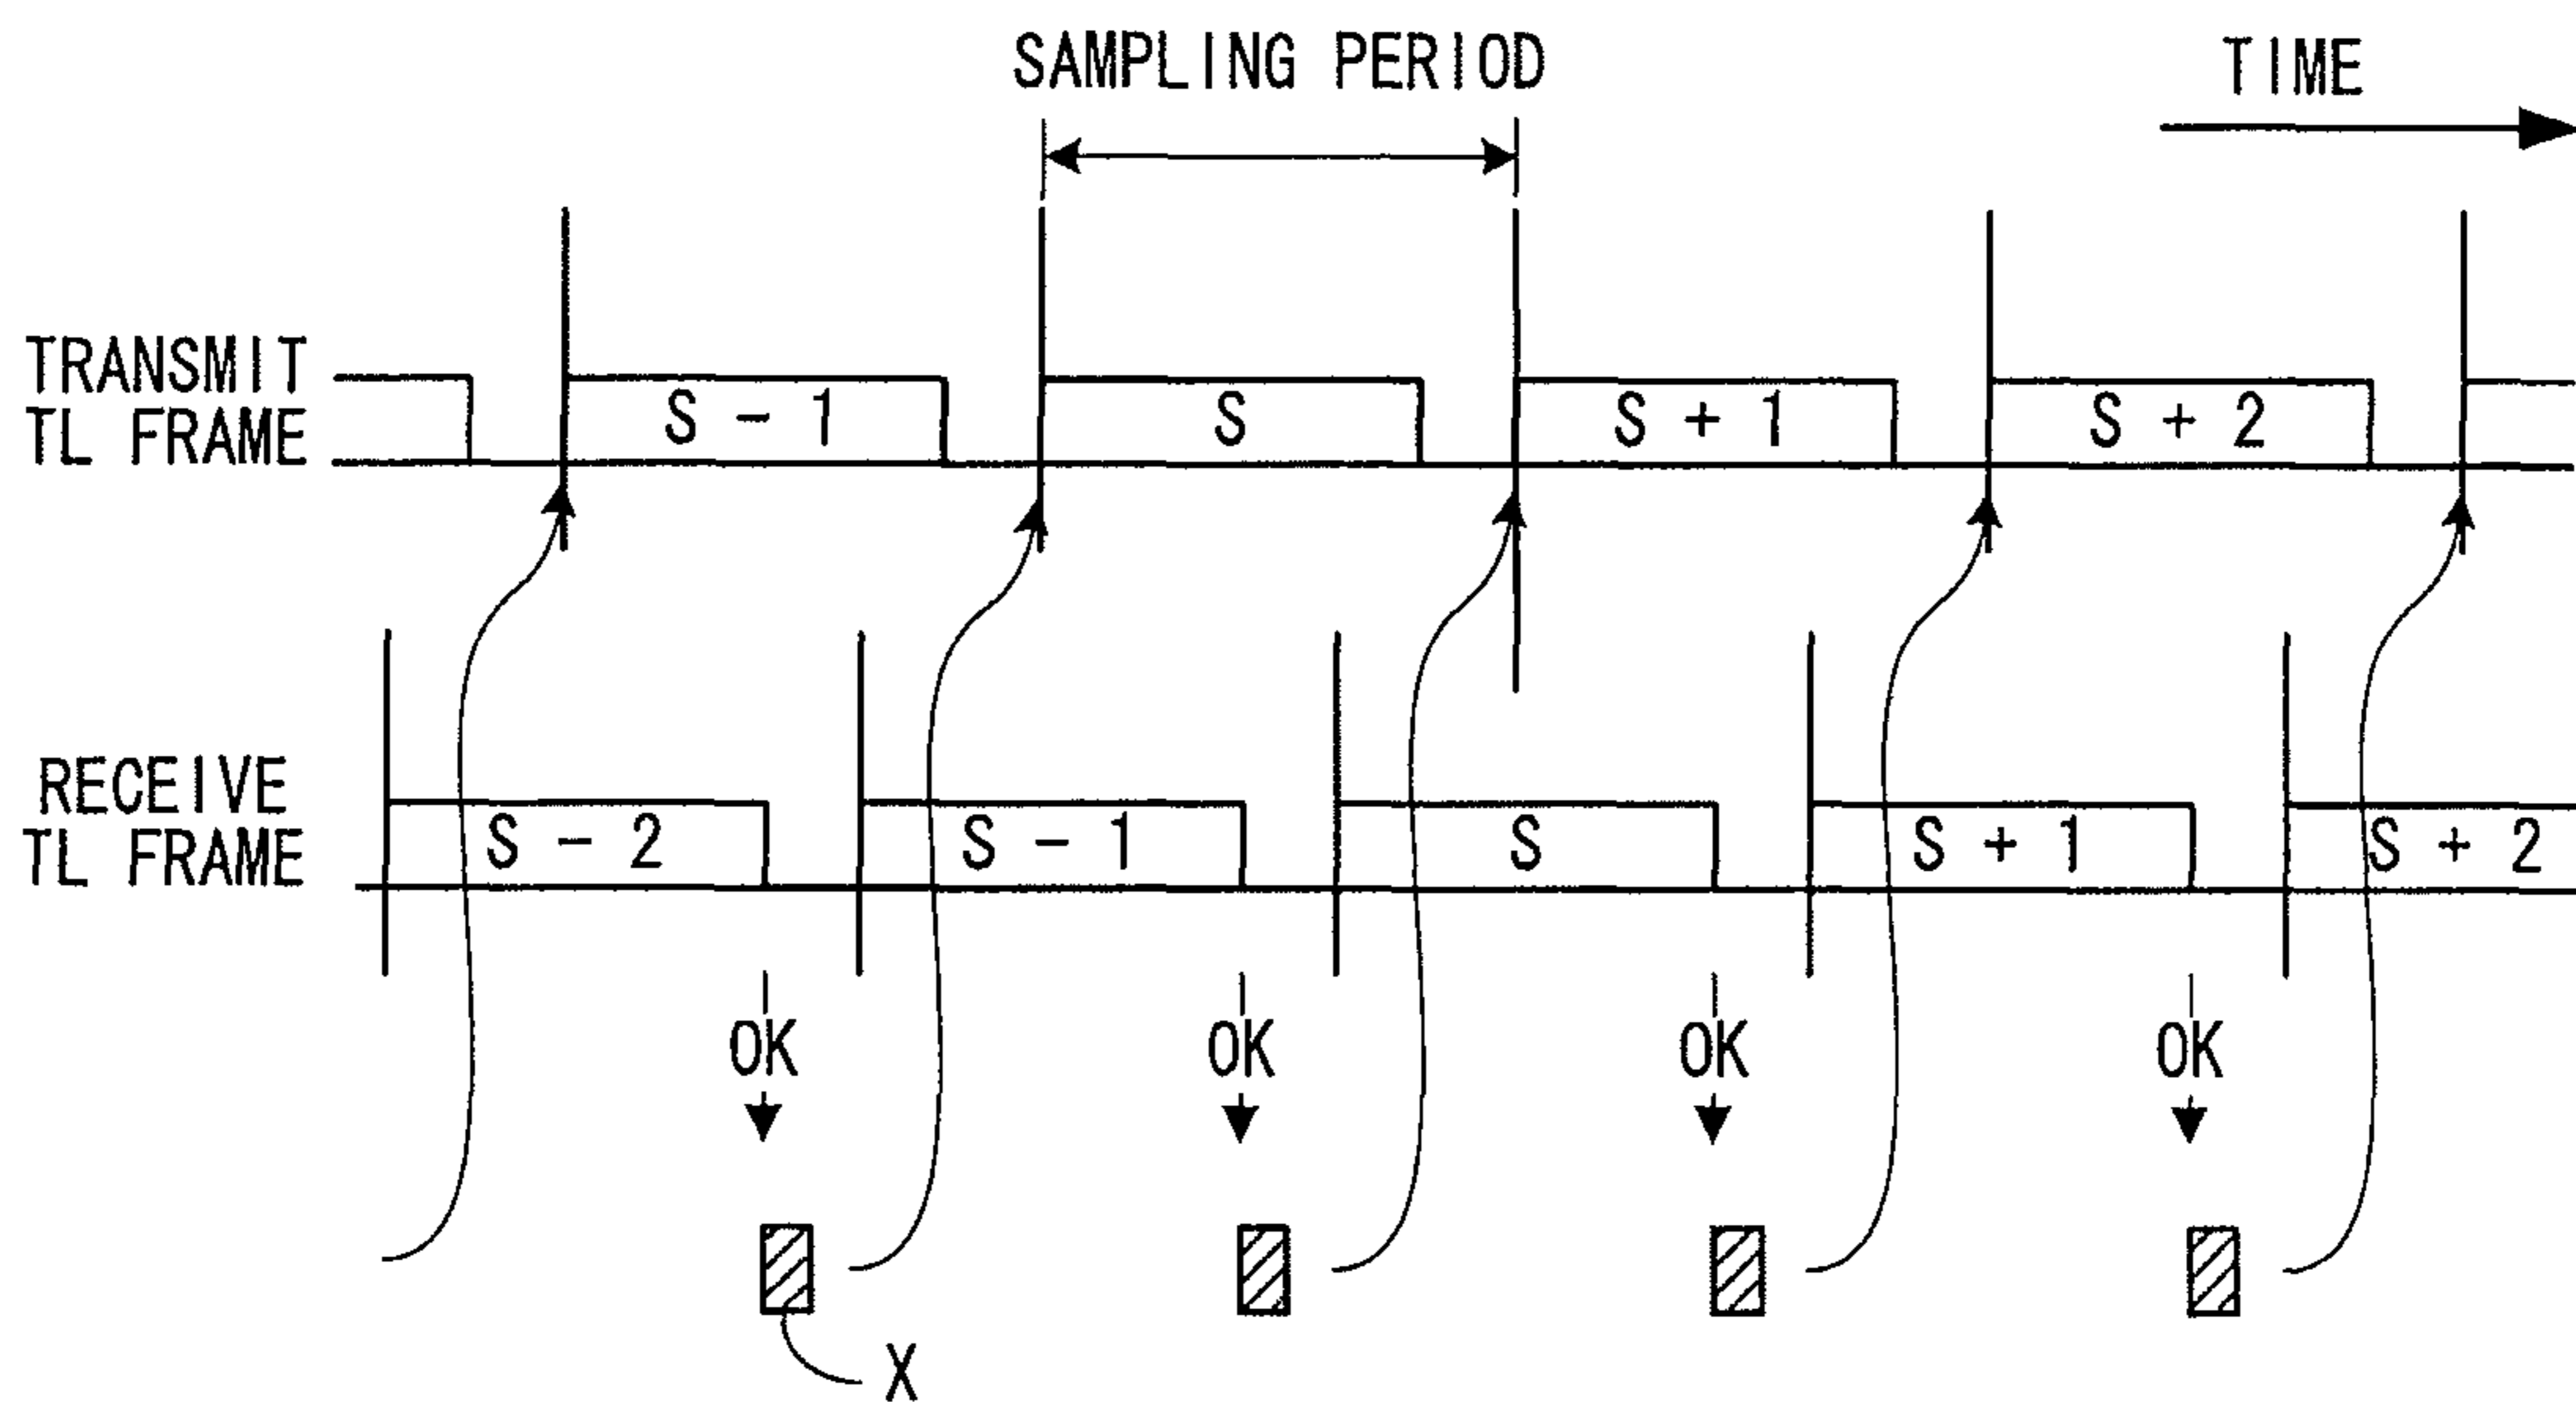 SAMPLING PERIOD
TIME
TRANSMIT
TL FRAME
S - 1
S
S + 1
S + 2
RECEIVE
TL FRAME
S - 2
S - 1
S
S + 1
S + 2
OK
OK
OK
OK
X